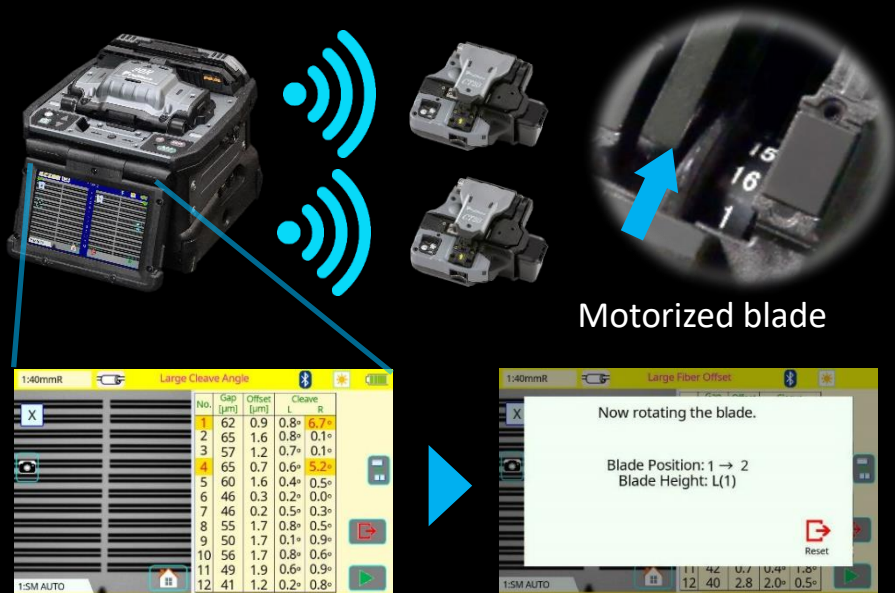 15
16
1
Motorized blade
1:40mmR Large Cleave Angle
No. Gap [µm] Offset [µm] Cleave L R
1 62 0.9 0.8° 6.7°
2 65 1.6 0.8° 0.1°
3 57 1.2 0.7° 0.1°
4 65 0.7 0.6° 5.2°
5 60 1.6 0.4° 0.5°
6 46 0.3 0.2° 0.0°
7 46 0.2 0.5° 0.3°
8 55 1.7 0.8° 0.5°
9 50 1.7 0.1° 0.9°
10 56 1.7 0.8° 0.6°
11 49 1.9 0.6° 0.9°
12 41 1.2 0.2° 0.8°
X
1:SM AUTO
1:40mmR Large Fiber Offset
X
Now rotating the blade.
Blade Position: 1 → 2
Blade Height: L(1)
Reset
11 42 0.7 0.4° 1.8°
12 40 2.8 2.0° 0.5°
1:SM AUTO